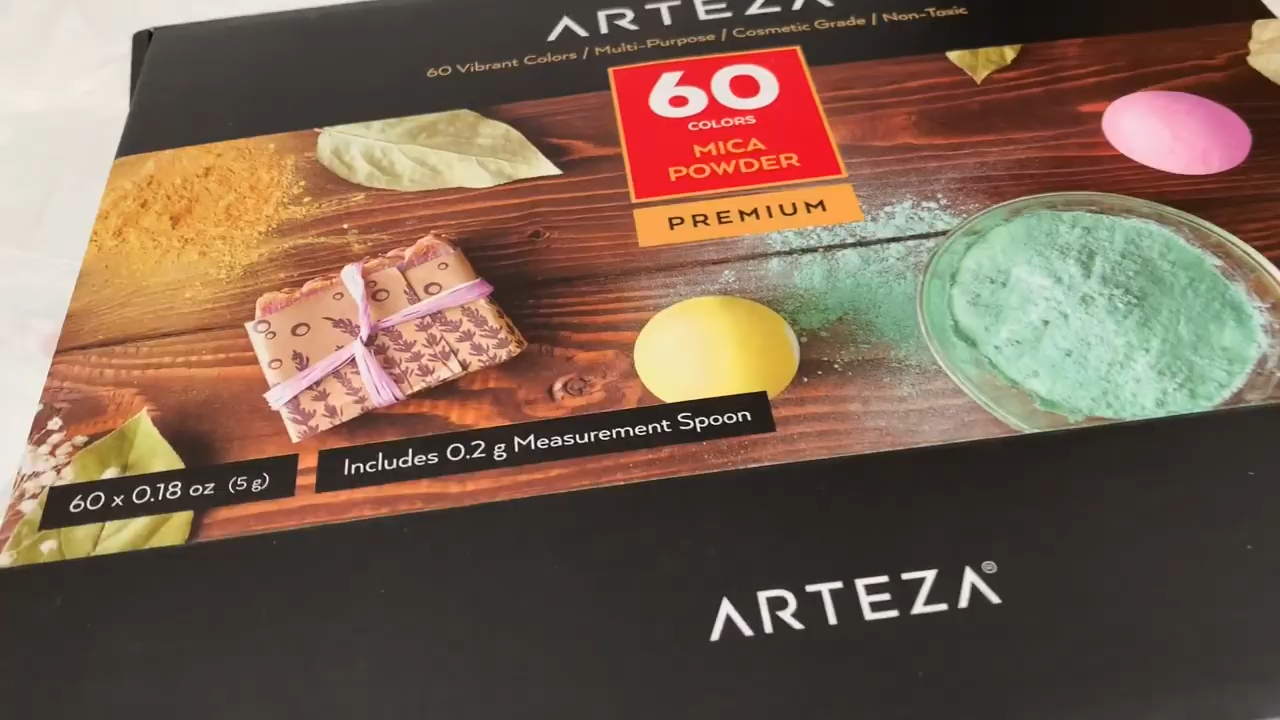 ARTEZA
60 Vibrant Colors / Multi-Purpose / Cosmetic Grade / Non-Toxic
60
COLORS
MICA
POWDER
PREMIUM
Includes 0.2 g Measurement Spoon
60 x 0.18 oz (5 g)
ARTEZA®